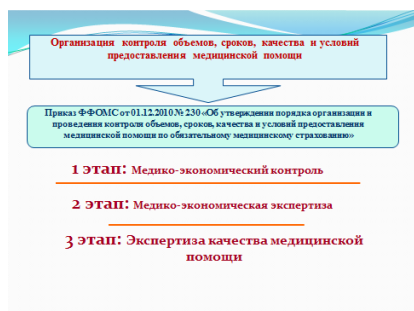 Организация контроля объемов, сроков, качества и условий
предоставления медицинской помощи
Приказ ФФОМС от 01.12.2010 № 230 «Об утверждении порядка организации и
проведения контроля объемов, сроков, качества и условий предоставления
медицинской помощи по обязательному медицинскому страхованию»
1 этап: Медико-экономический контроль
2 этап: Медико-экономическая экспертиза
3 этап: Экспертиза качества медицинской
помощи